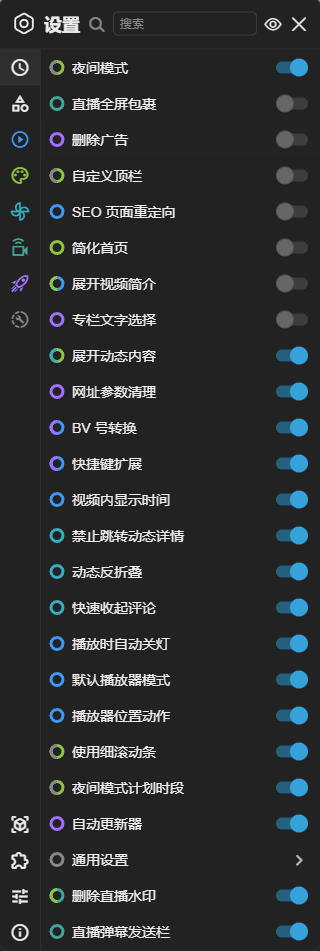 设置
搜索
夜间模式
直播全屏包裹
删除广告
自定义顶栏
SEO 页面重定向
简化首页
展开视频简介
专栏文字选择
展开动态内容
网址参数清理
BV 号转换
快捷键扩展
视频内显示时间
禁止跳转动态详情
动态反折叠
快速收起评论
播放时自动关灯
默认播放器模式
播放器位置动作
使用细滚动条
夜间模式计划时段
自动更新器
通用设置
删除直播水印
直播弹幕发送栏